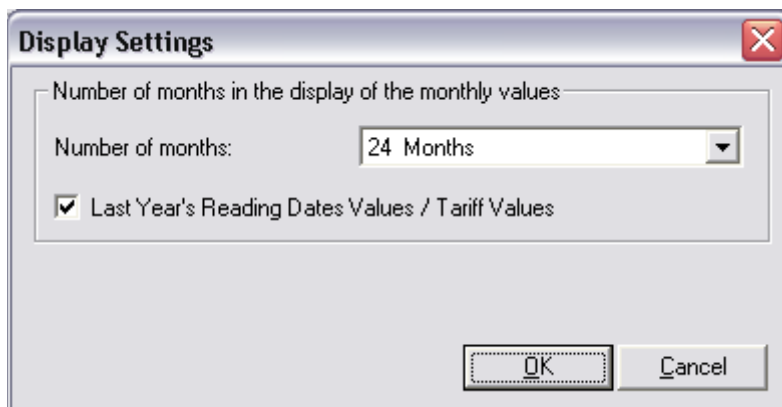 Display Settings
Number of months in the display of the monthly values
Number of months:
24 Months
Last Year's Reading Dates Values / Tariff Values
OK
Cancel